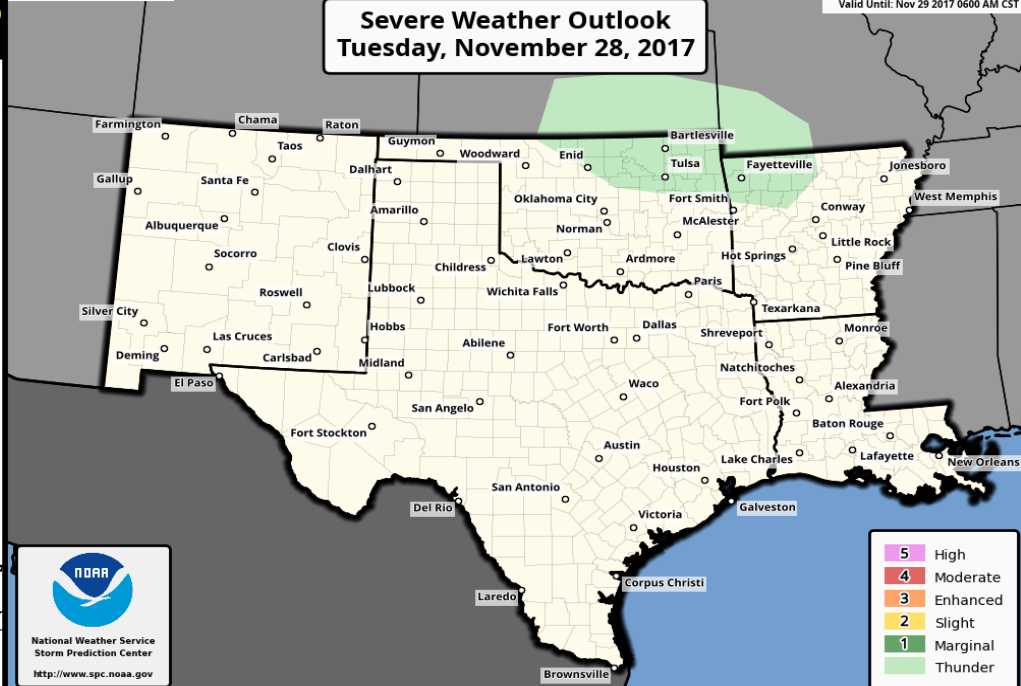 Valid Until: Nov 29 2017 0600 AM CST
Severe Weather Outlook
Tuesday, November 28, 2017
Farmington
Chama
Raton
Taos
Guymon
Woodward
Enid
Bartlesville
Tulsa
Fayetteville
Jonesboro
Gallup
Santa Fe
Dalhart
West Memphis
Amarillo
Oklahoma City
Fort Smith
Conway
Albuquerque
Norman
McAlester
Little Rock
Socorro
Clovis
Childress
Lawton
Ardmore
Hot Springs
Pine Bluff
Roswell
Lubbock
Wichita Falls
Paris
Texarkana
Silver City
Hobbs
Fort Worth
Dallas
Shreveport
Monroe
Las Cruces
Deming
Carlsbad
Midland
Abilene
Natchitoches
El Paso
Waco
Alexandria
San Angelo
Fort Polk
Fort Stockton
Baton Rouge
Austin
Lake Charles
Lafayette
New Orleans
Houston
San Antonio
Del Rio
Galveston
Victoria
Corpus Christi
Laredo
Brownsville
NOAA
National Weather Service
Storm Prediction Center
http://www.spc.noaa.gov
5 High
4 Moderate
3 Enhanced
2 Slight
1 Marginal
Thunder